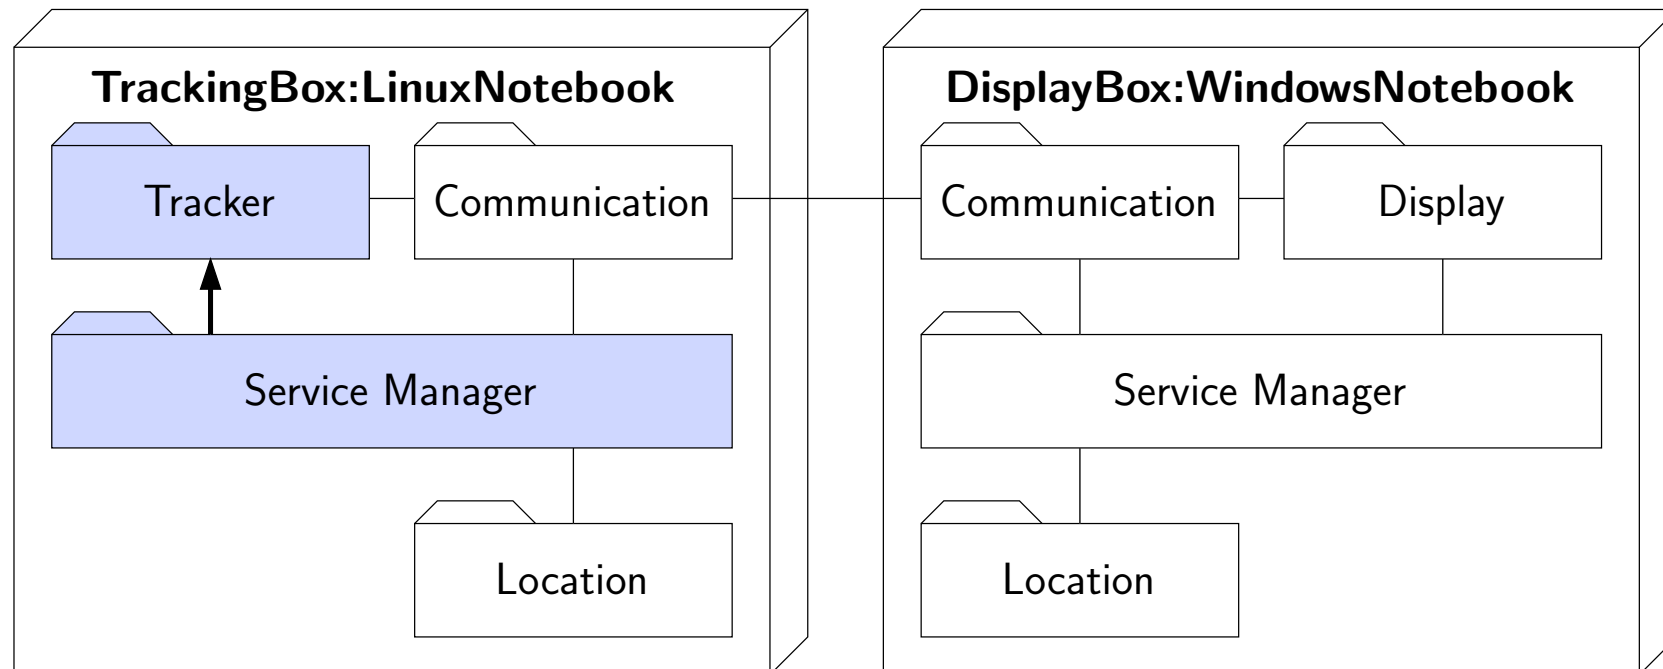 TrackingBox:LinuxNotebook
Tracker
Communication
Service Manager
Location
DisplayBox:WindowsNotebook
Communication
Display
Service Manager
Location